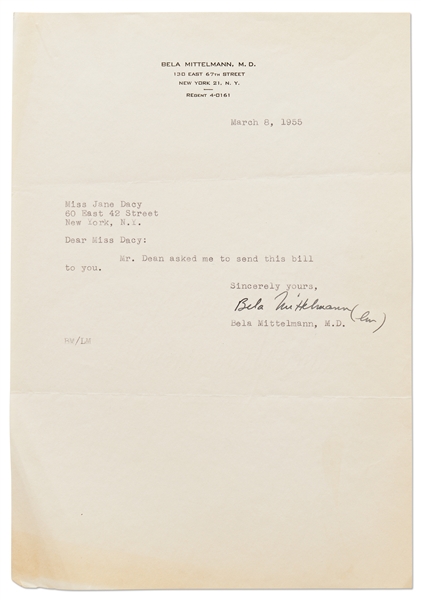 BELA MITTELMANN, M. D.
130 EAST 67TH STREET
NEW YORK 21, N. Y.
REGENT 4-0161
March 8, 1955
Miss Jane Dacy
60 East 42 Street
New York, N.Y.
Dear Miss Dacy:
Mr. Dean asked me to send this bill
to you.
Sincerely yours,
Bela Mittelmann (lm)
Bela Mittelmann, M.D.
BM/LM